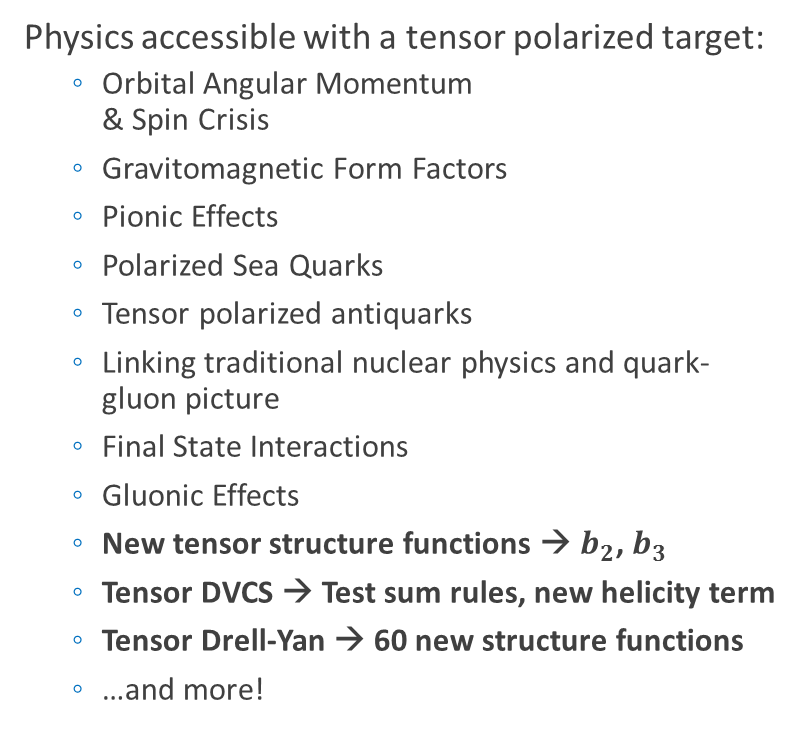 Physics accessible with a tensor polarized target:
◦ Orbital Angular Momentum
& Spin Crisis
◦ Gravitomagnetic Form Factors
◦ Pionic Effects
◦ Polarized Sea Quarks
◦ Tensor polarized antiquarks
◦ Linking traditional nuclear physics and quark-
gluon picture
◦ Final State Interactions
◦ Gluonic Effects
◦ New tensor structure functions → b₂, b₃
◦ Tensor DVCS → Test sum rules, new helicity term
◦ Tensor Drell-Yan → 60 new structure functions
◦ ...and more!